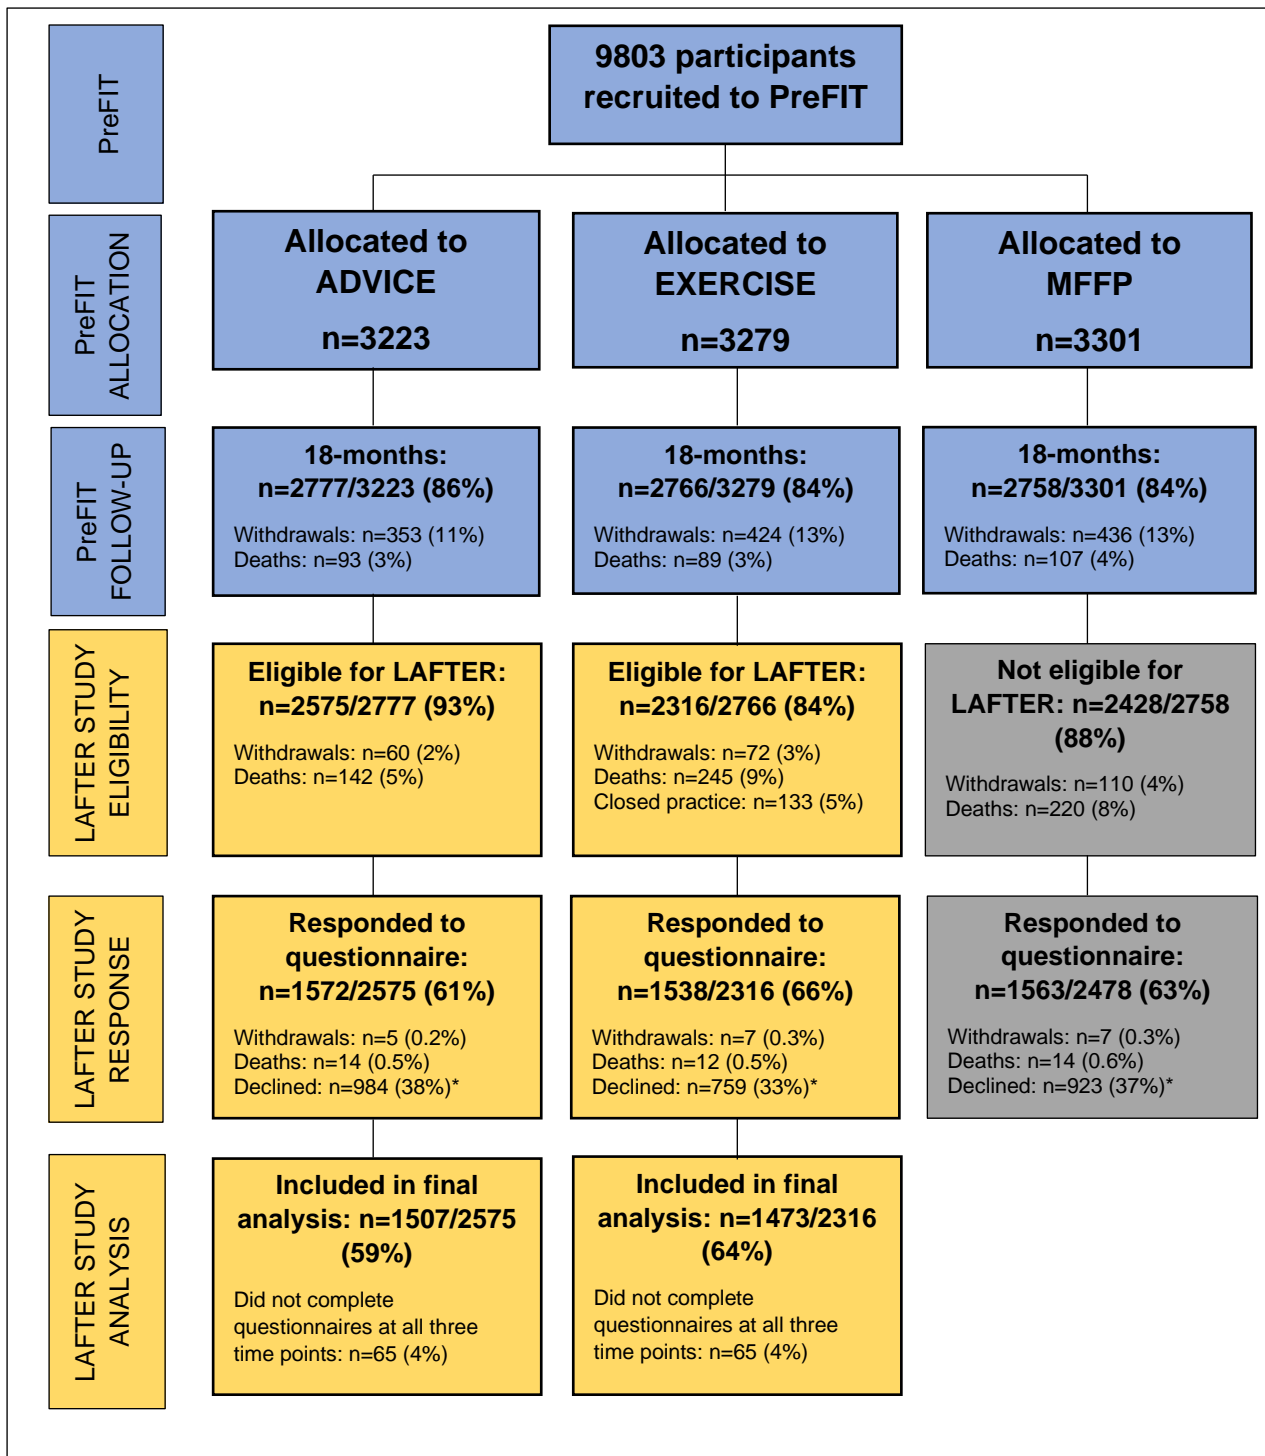 PreFIT
9803 participants
recruited to PreFIT
PreFIT
ALLOCATION
Allocated to
ADVICE
n=3223
Allocated to
EXERCISE
n=3279
Allocated to
MFFP
n=3301
PreFIT
FOLLOW-UP
18-months:
n=2777/3223 (86%)
Withdrawals: n=353 (11%)
Deaths: n=93 (3%)
18-months:
n=2766/3279 (84%)
Withdrawals: n=424 (13%)
Deaths: n=89 (3%)
18-months:
n=2758/3301 (84%)
Withdrawals: n=436 (13%)
Deaths: n=107 (4%)
LAFTER STUDY
ELIGIBILITY
Eligible for LAFTER:
n=2575/2777 (93%)
Withdrawals: n=60 (2%)
Deaths: n=142 (5%)
Eligible for LAFTER:
n=2316/2766 (84%)
Withdrawals: n=72 (3%)
Deaths: n=245 (9%)
Closed practice: n=133 (5%)
Not eligible for
LAFTER: n=2428/2758
(88%)
Withdrawals: n=110 (4%)
Deaths: n=220 (8%)
LAFTER STUDY
RESPONSE
Responded to
questionnaire:
n=1572/2575 (61%)
Withdrawals: n=5 (0.2%)
Deaths: n=14 (0.5%)
Declined: n=984 (38%)*
Responded to
questionnaire:
n=1538/2316 (66%)
Withdrawals: n=7 (0.3%)
Deaths: n=12 (0.5%)
Declined: n=759 (33%)*
Responded to
questionnaire:
n=1563/2478 (63%)
Withdrawals: n=7 (0.3%)
Deaths: n=14 (0.6%)
Declined: n=923 (37%)*
LAFTER STUDY
ANALYSIS
Included in final
analysis: n=1507/2575
(59%)
Did not complete
questionnaires at all three
time points: n=65 (4%)
Included in final
analysis: n=1473/2316
(64%)
Did not complete
questionnaires at all three
time points: n=65 (4%)